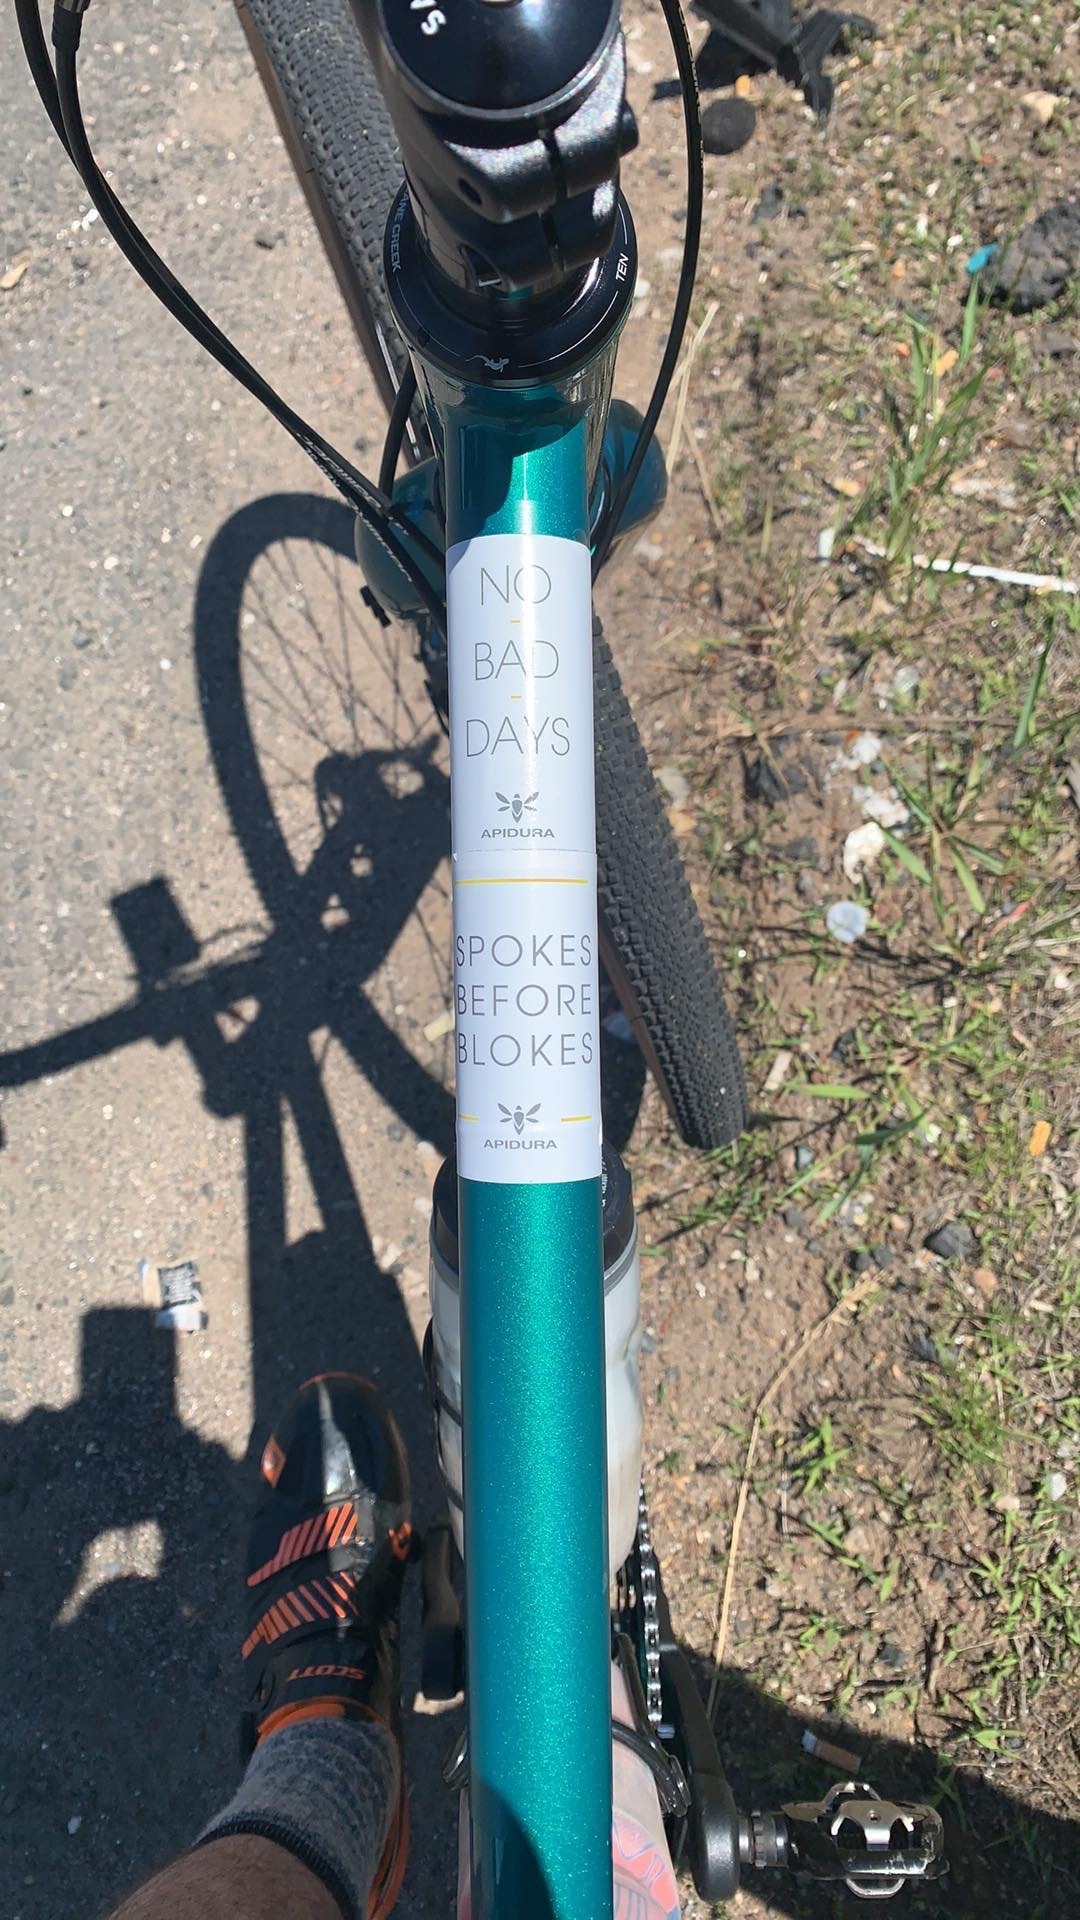 TEN
NO
BAD
DAYS
APIDURA
SPOKES
BEFORE
BLOKES
APIDURA
SCOTT